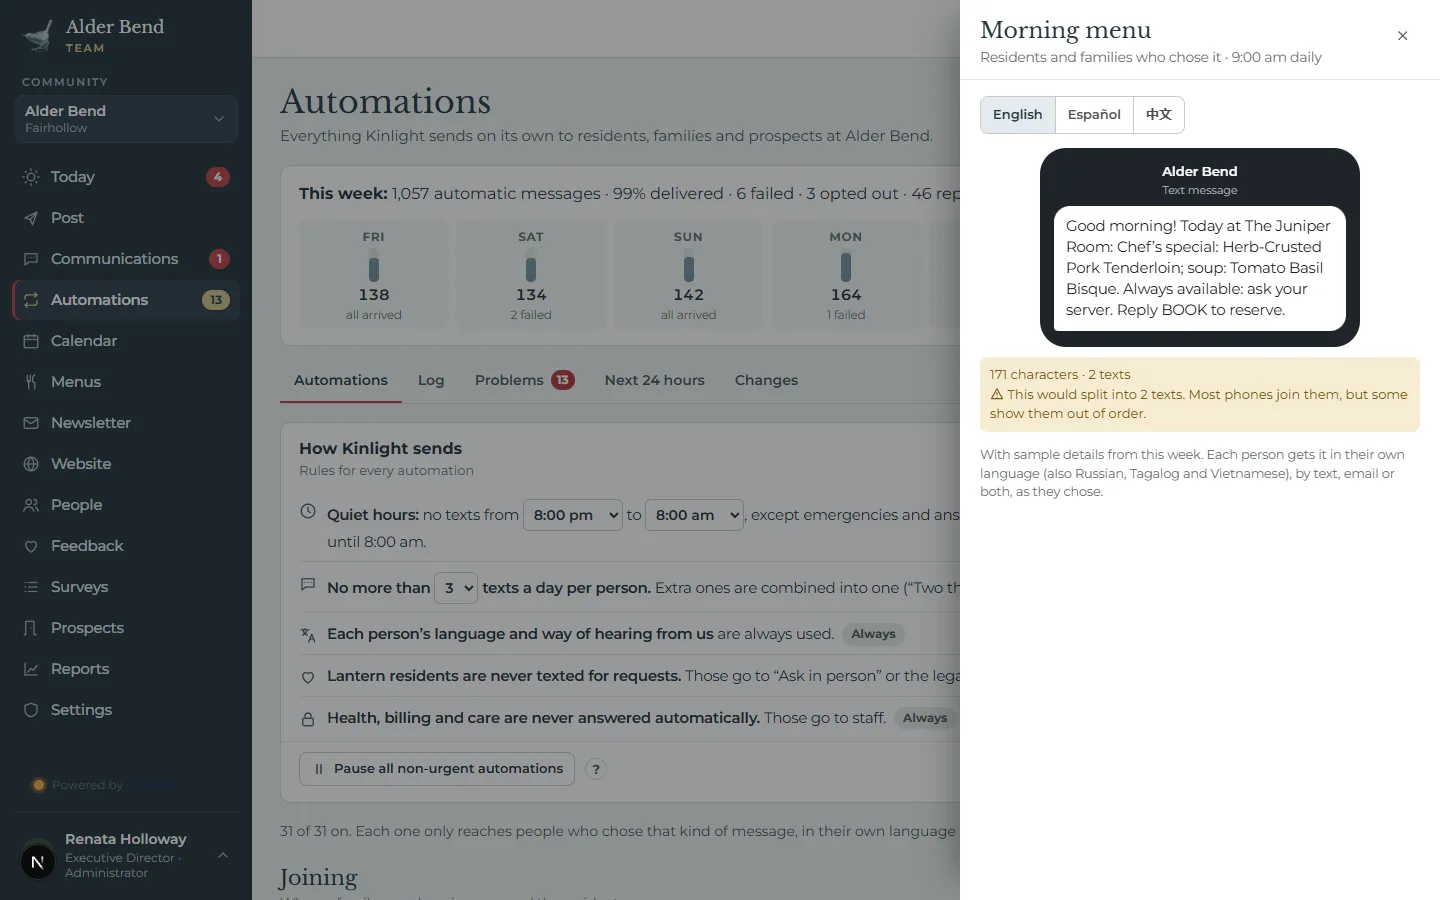 Alder Bend
TEAM
COMMUNITY
Alder Bend
Fairhollow
Today 4
Post
Communications 1
Automations 13
Calendar
Menus
Newsletter
Website
People
Feedback
Surveys
Prospects
Reports
Settings
Powered by
N
Renata Holloway
Executive Director ·
Administrator
Automations
Everything Kinlight sends on its own to residents, families and prospects at Alder Bend.
This week: 1,057 automatic messages · 99% delivered · 6 failed · 3 opted out · 46 rep
FRI SAT SUN MON
138 134 142 164
all arrived 2 failed all arrived 1 failed
Automations Log Problems 13 Next 24 hours Changes
How Kinlight sends
Rules for every automation
Quiet hours: no texts from 8:00 pm to 8:00 am, except emergencies and ans
until 8:00 am.
No more than 3 texts a day per person. Extra ones are combined into one (“Two th
Each person’s language and way of hearing from us are always used. Always
Lantern residents are never texted for requests. Those go to “Ask in person” or the lega
Health, billing and care are never answered automatically. Those go to staff. Always
Pause all non-urgent automations ?
31 of 31 on. Each one only reaches people who chose that kind of message, in their own language
Joining
Morning menu
Residents and families who chose it · 9:00 am daily
English Español 中文
Alder Bend
Text message
Good morning! Today at The Juniper
Room: Chef’s special: Herb-Crusted
Pork Tenderloin; soup: Tomato Basil
Bisque. Always available: ask your
server. Reply BOOK to reserve.
171 characters · 2 texts
⚠ This would split into 2 texts. Most phones join them, but some
show them out of order.
With sample details from this week. Each person gets it in their own
language (also Russian, Tagalog and Vietnamese), by text, email or
both, as they chose.